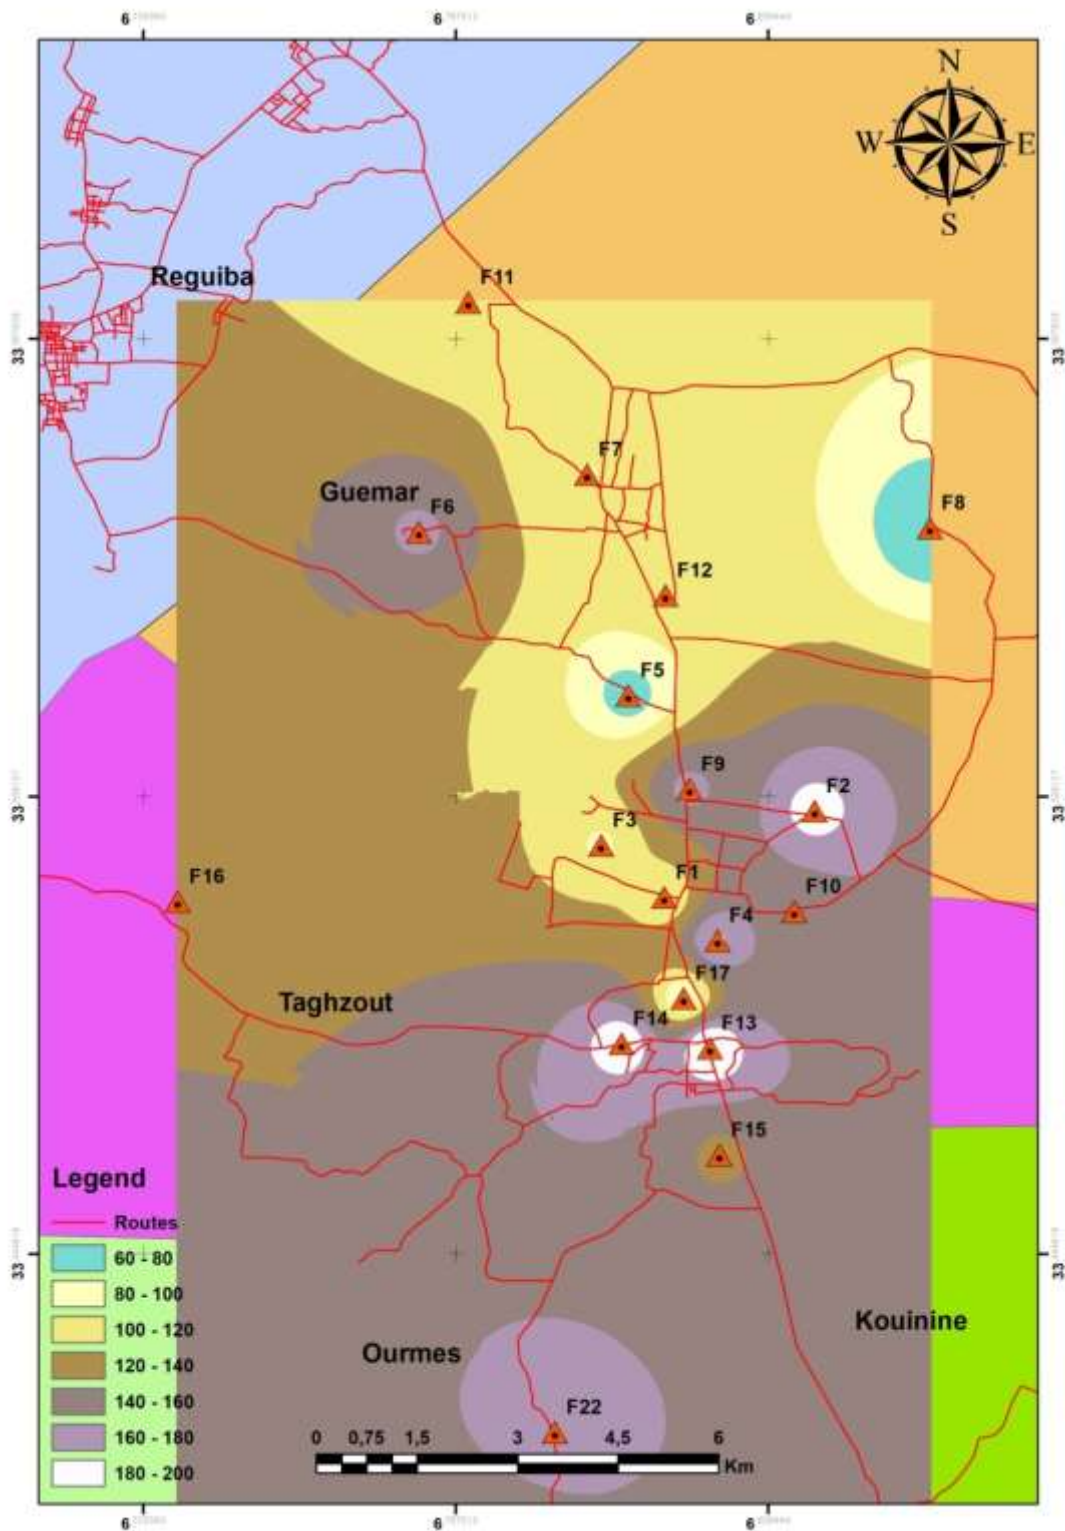 6 6 6
N
W E
S
Reguiba
F11
33 33
F7
Guemar
F6
F8
F12
F5
F9
F2
33 33
F3
F1
F16
F10
F4
F17
Taghzout
F14 F13
F15
Legend
Routes
60 - 80
33 33
80 - 100
100 - 120
Kouinine
120 - 140
Ourmes
140 - 160
F22
160 - 180
0 0,75 1,5 3 4,5 6
Km
180 - 200
6 6 6